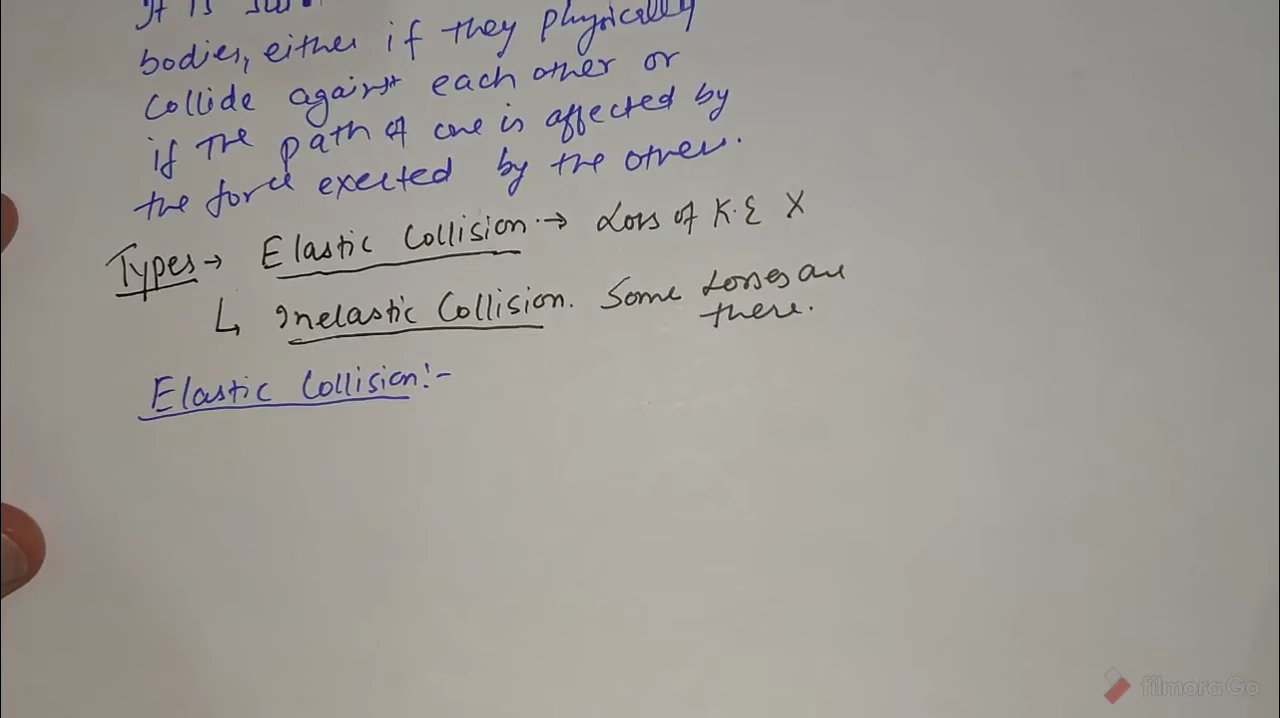 It is
bodies, either if they physically
collide against each other or
if the path of one is affected by
the force exerted by the other.
Types → Elastic Collision → Loss of K.E X
↳ Inelastic Collision. Some Losses are
there.
Elastic Collision:-
filmoraGo